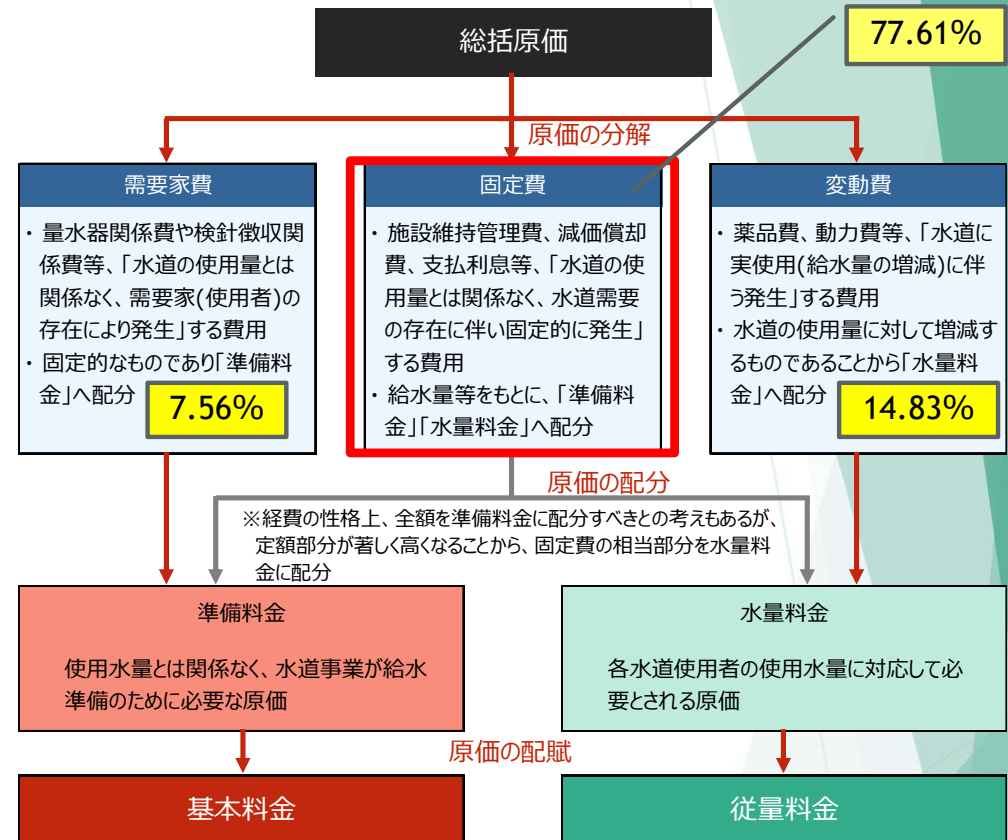 総括原価
77.61%
原価の分解
需要家費
・ 量水器関係費や検針徴収関
係費等、「水道の使用量とは
関係なく、需要家(使用者)の
存在により発生」する費用
・ 固定的なものであり「準備料
金」へ配分
7.56%
固定費
・ 施設維持管理費、減価償却
費、支払利息等、「水道の使
用量とは関係なく、水道需要
の存在に伴い固定的に発生」
する費用
・ 給水量等をもとに、「準備料
金」「水量料金」へ配分
変動費
・ 薬品費、動力費等、「水道に
実使用(給水量の増減)に伴
う発生」する費用
・ 水道の使用量に対して増減す
るものであることから「水量料
金」へ配分
14.83%
原価の配分
※経費の性格上、全額を準備料金に配分すべきとの考えもあるが、
定額部分が著しく高くなることから、固定費の相当部分を水量料
金に配分
準備料金
使用水量とは関係なく、水道事業が給水
準備のために必要な原価
水量料金
各水道使用者の使用水量に対応して必
要とされる原価
原価の配賦
基本料金
従量料金